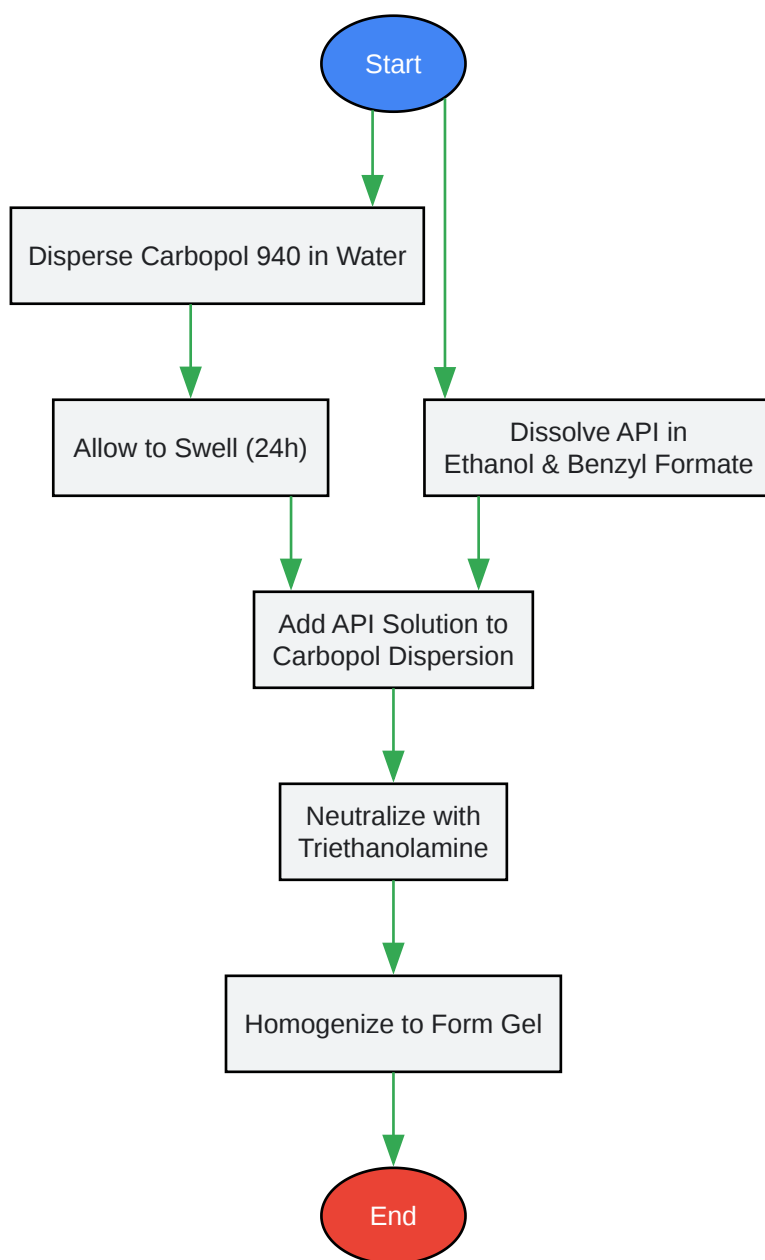 Start
Disperse Carbopol 940 in Water
Allow to Swell (24h)
Dissolve API in
Ethanol & Benzyl Formate
Add API Solution to
Carbopol Dispersion
Neutralize with
Triethanolamine
Homogenize to Form Gel
End